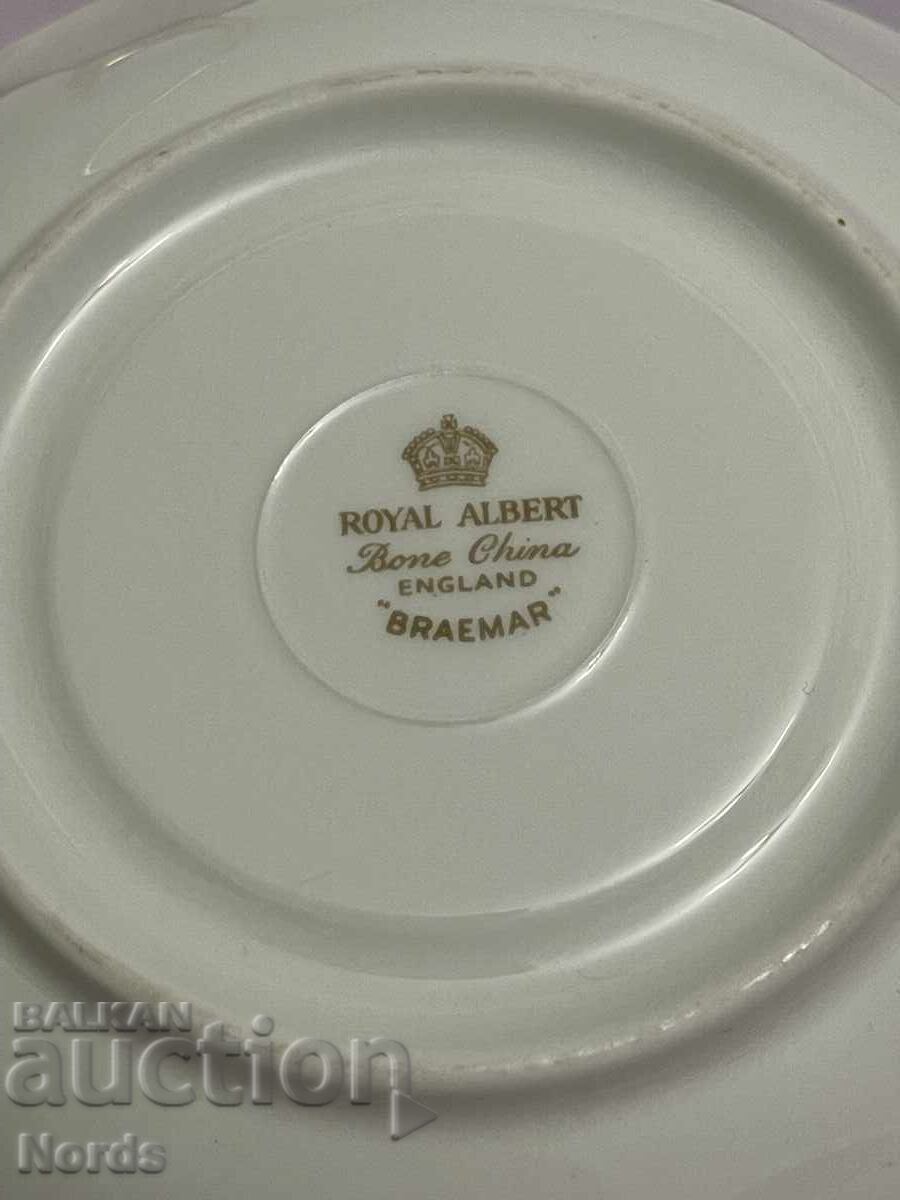 ROYAL ALBERT
Bone China
ENGLAND
"BRAEMAR"
BALKAN
auction
Nords